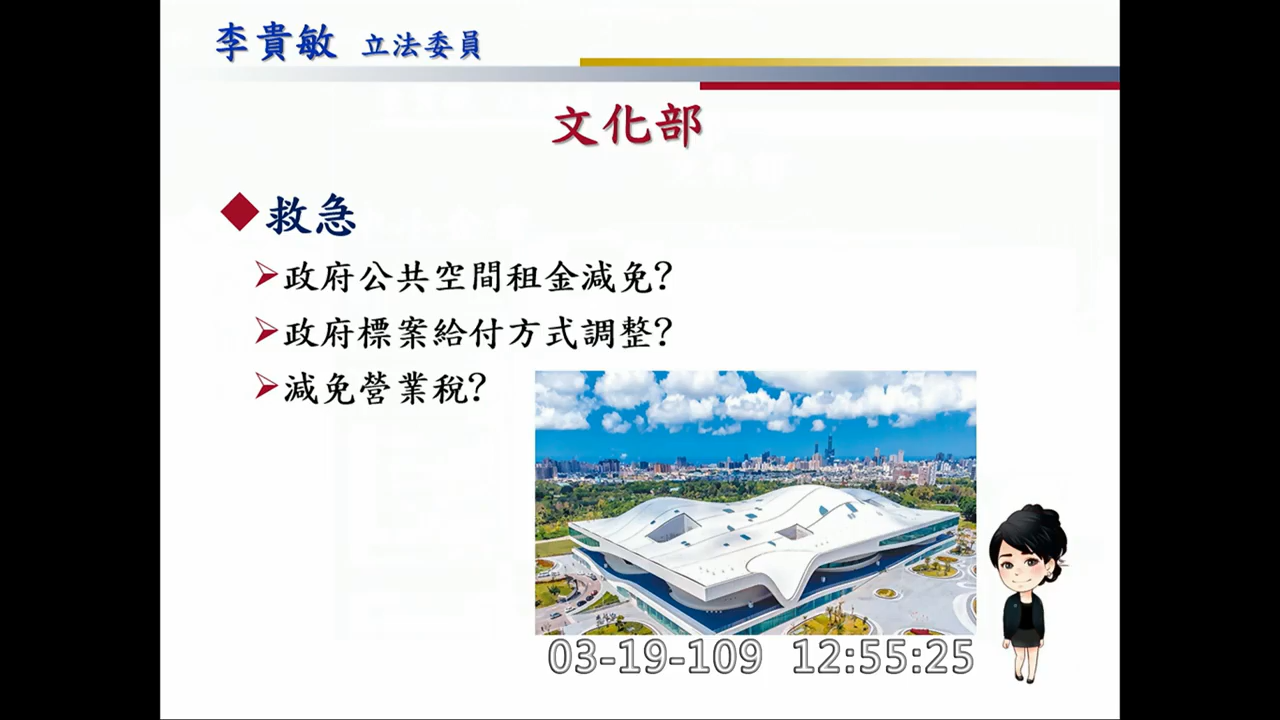 李貴敏 立法委員
文化部
救急
政府公共空間租金減免?
政府標案給付方式調整?
減免營業稅?
03-19-109 12:55:25